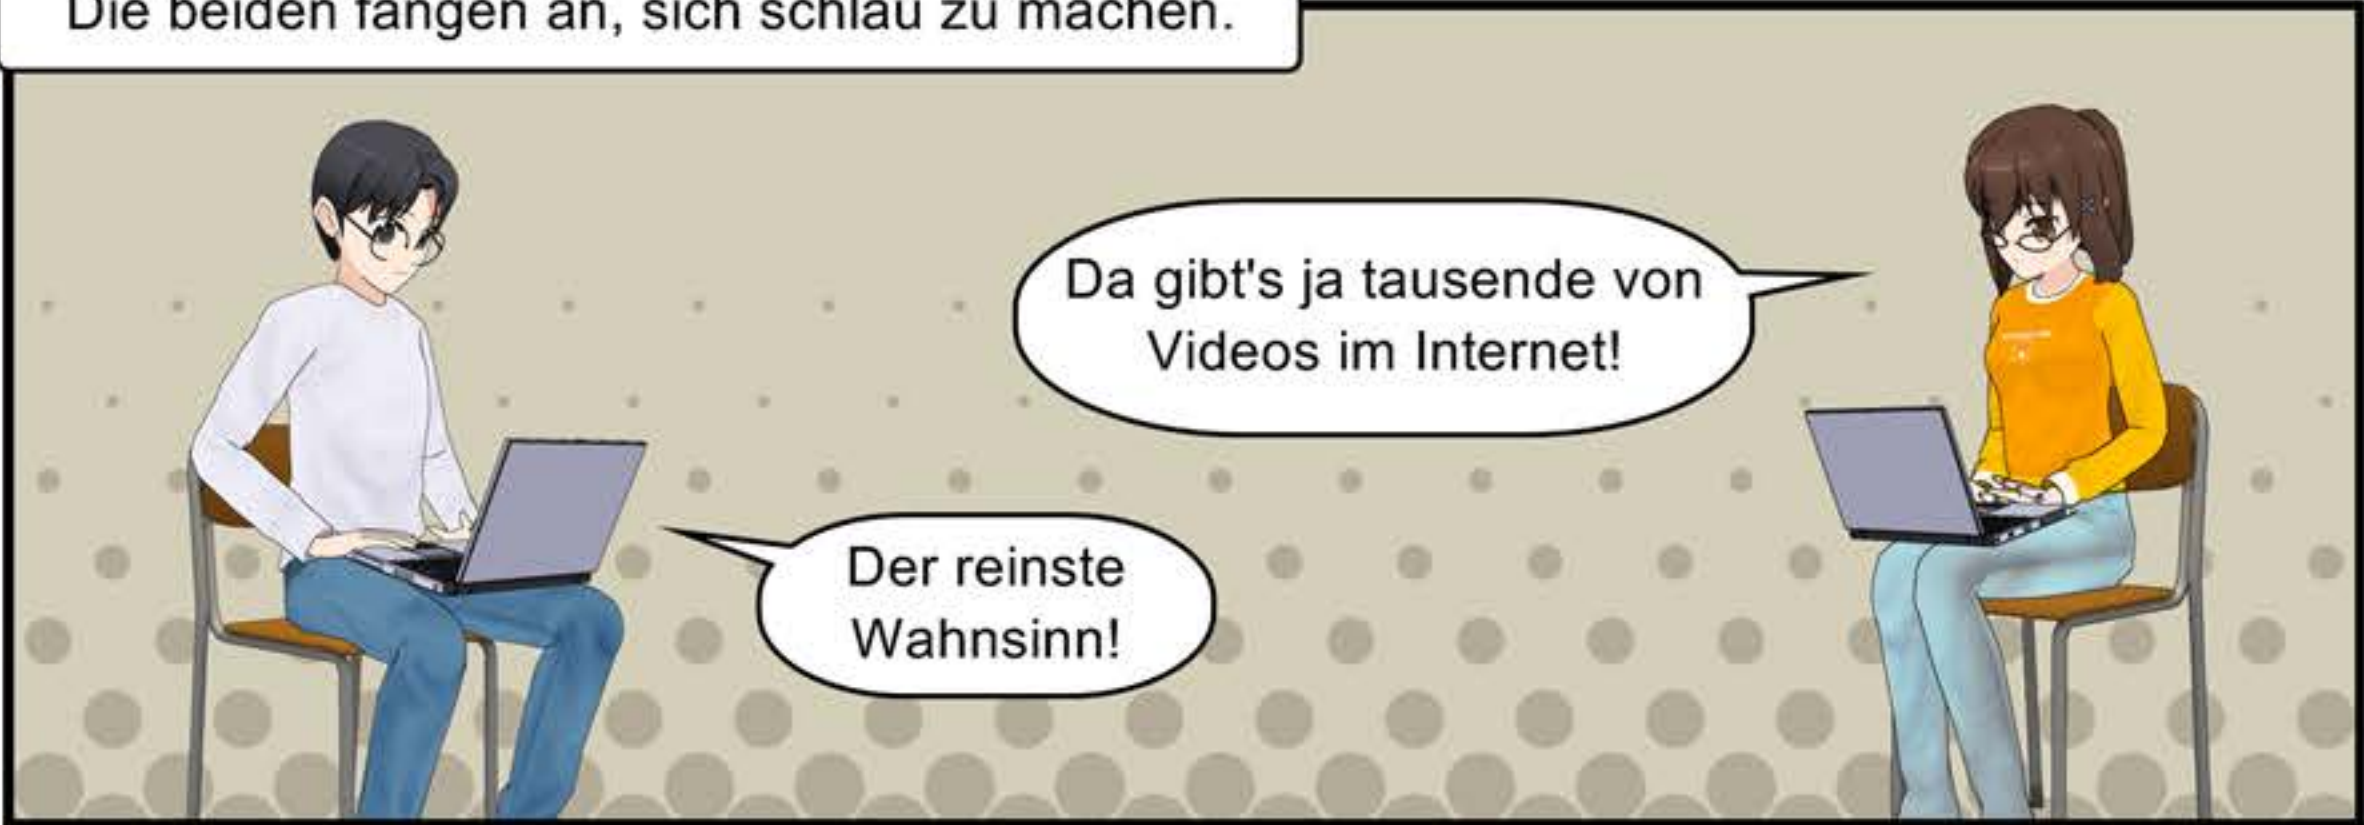 Die beiden fangen an, sich schlau zu machen.
Da gibt's ja tausende von
Videos im Internet!
Der reinste
Wahnsinn!